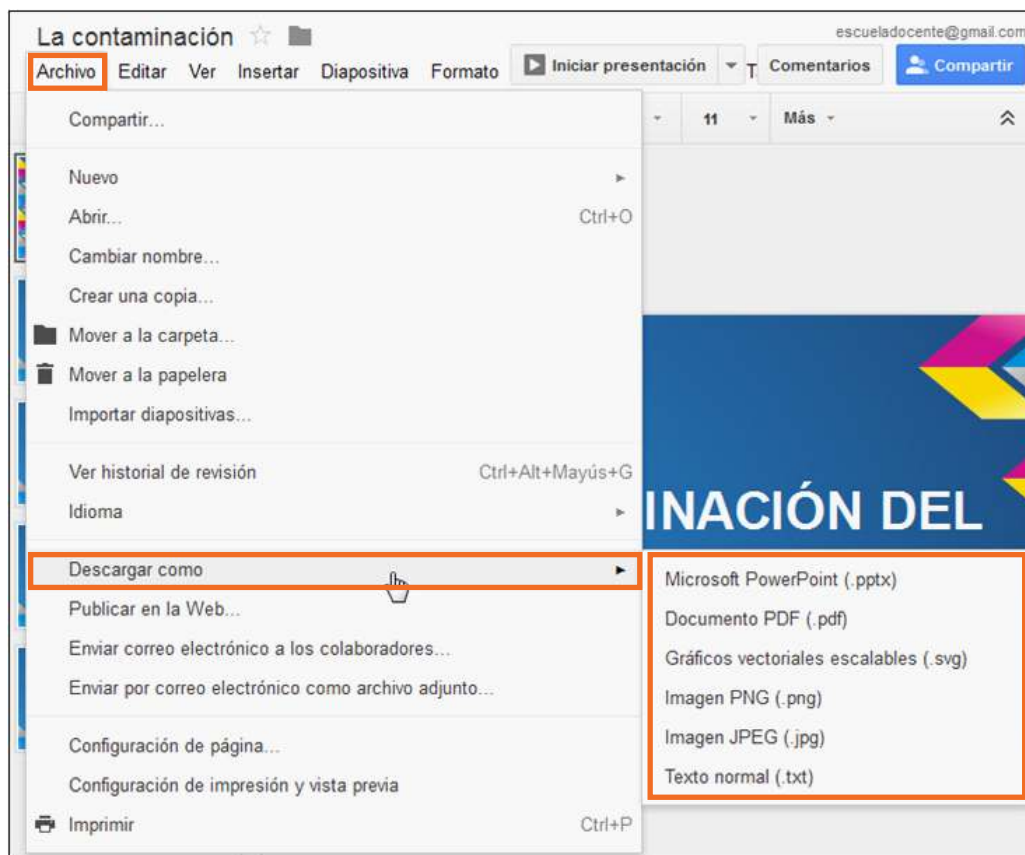 La contaminación
escueladocente@gmail.com
Archivo Editar Ver Insertar Diapositiva Formato Iniciar presentación T Comentarios Compartir
11 Más
Compartir...
Nuevo
Abrir... Ctrl+O
Cambiar nombre...
Crear una copia...
Mover a la carpeta...
Mover a la papelera
Importar diapositivas...
Ver historial de revisión Ctrl+Alt+Mayús+G
Idioma
INACIÓN DEL
Descargar como
Microsoft PowerPoint (.pptx)
Publicar en la Web...
Documento PDF (.pdf)
Enviar correo electrónico a los colaboradores...
Gráficos vectoriales escalables (.svg)
Enviar por correo electrónico como archivo adjunto...
Imagen PNG (.png)
Configuración de página...
Imagen JPEG (.jpg)
Configuración de impresión y vista previa
Texto normal (.txt)
Imprimir Ctrl+P